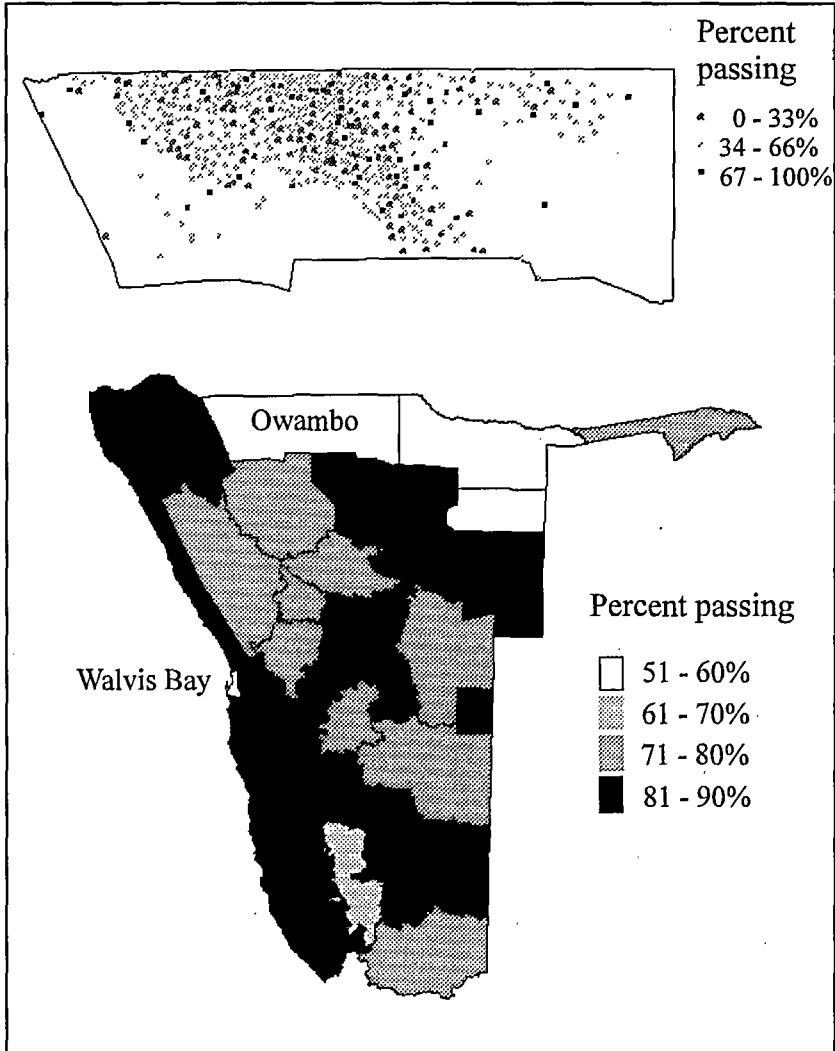 Percent
passing
0 - 33%
34 - 66%
67 - 100%
Owambo
Walvis Bay
Percent passing
51 - 60%
61 - 70%
71 - 80%
81 - 90%